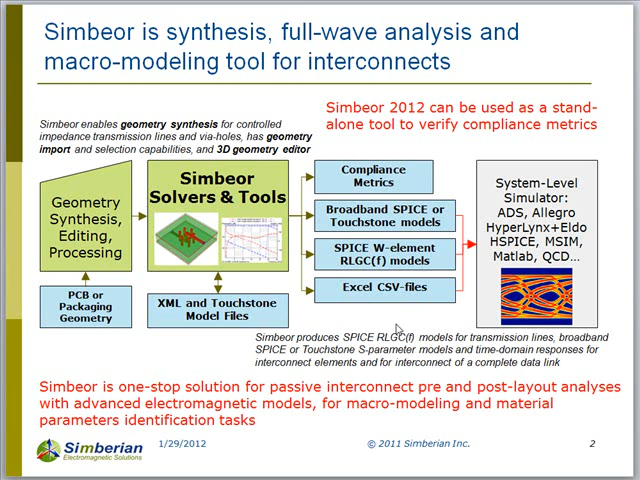 Simbeor is synthesis, full-wave analysis and
macro-modeling tool for interconnects
Simbeor enables geometry synthesis for controlled
impedance transmission lines and via-holes, has geometry
import and selection capabilities, and 3D geometry editor
Simbeor 2012 can be used as a stand-
alone tool to verify compliance metrics
Geometry
Synthesis,
Editing,
Processing
PCB or
Packaging
Geometry
Simbeor
Solvers & Tools
XML and Touchstone
Model Files
Compliance
Metrics
Broadband SPICE or
Touchstone models
SPICE W-element
RLGC(f) models
Excel CSV-files
System-Level
Simulator:
ADS, Allegro
HyperLynx+Eldo
HSPICE, MSIM,
Matlab, QCD...
Simbeor produces SPICE RLGC(f) models for transmission lines, broadband
SPICE or Touchstone S-parameter models and time-domain responses for
interconnect elements and for interconnect of a complete data link
Simbeor is one-stop solution for passive interconnect pre and post-layout analyses
with advanced electromagnetic models, for macro-modeling and material
parameters identification tasks
Simberian
Electromagnetic Solutions
1/29/2012
© 2011 Simberian Inc.
2